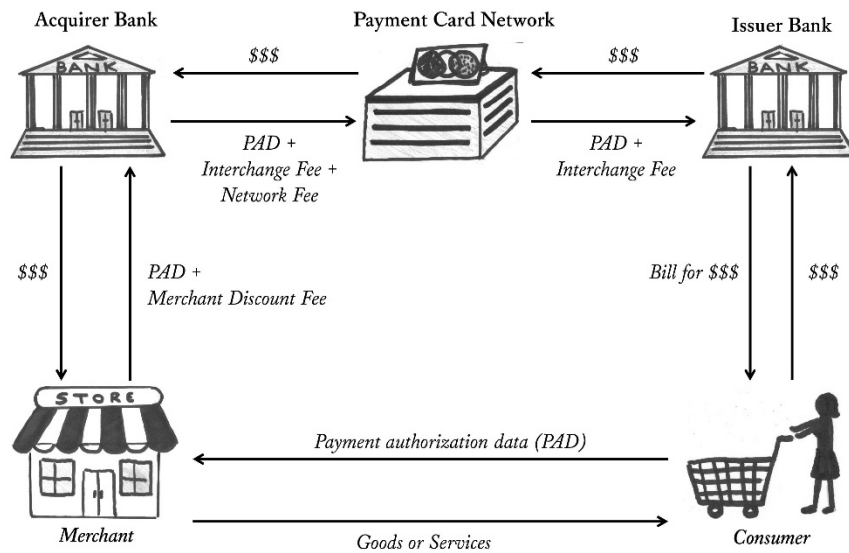 Acquirer Bank
Payment Card Network
Issuer Bank
BANK
$$$
$$$
BANK
PAD +
Interchange Fee +
Network Fee
PAD +
Interchange Fee
$$$
PAD +
Merchant Discount Fee
Bill for $$$
$$$
STORE
Payment authorization data (PAD)
Merchant
Goods or Services
Consumer